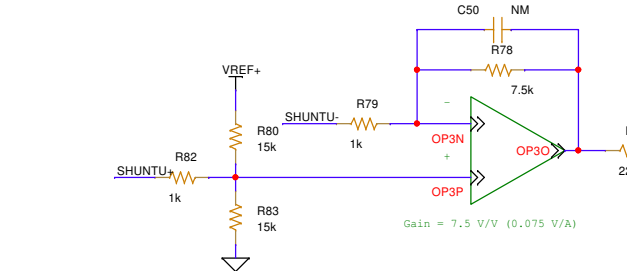 C50 NM
R78
7.5k
VREF+
R79
SHUNTU-
1k
R80
15k
OP3N
-
+
OP3O
OP3P
R82
SHUNTU+
1k
R83
15k
Gain = 7.5 V/V (0.075 V/A)